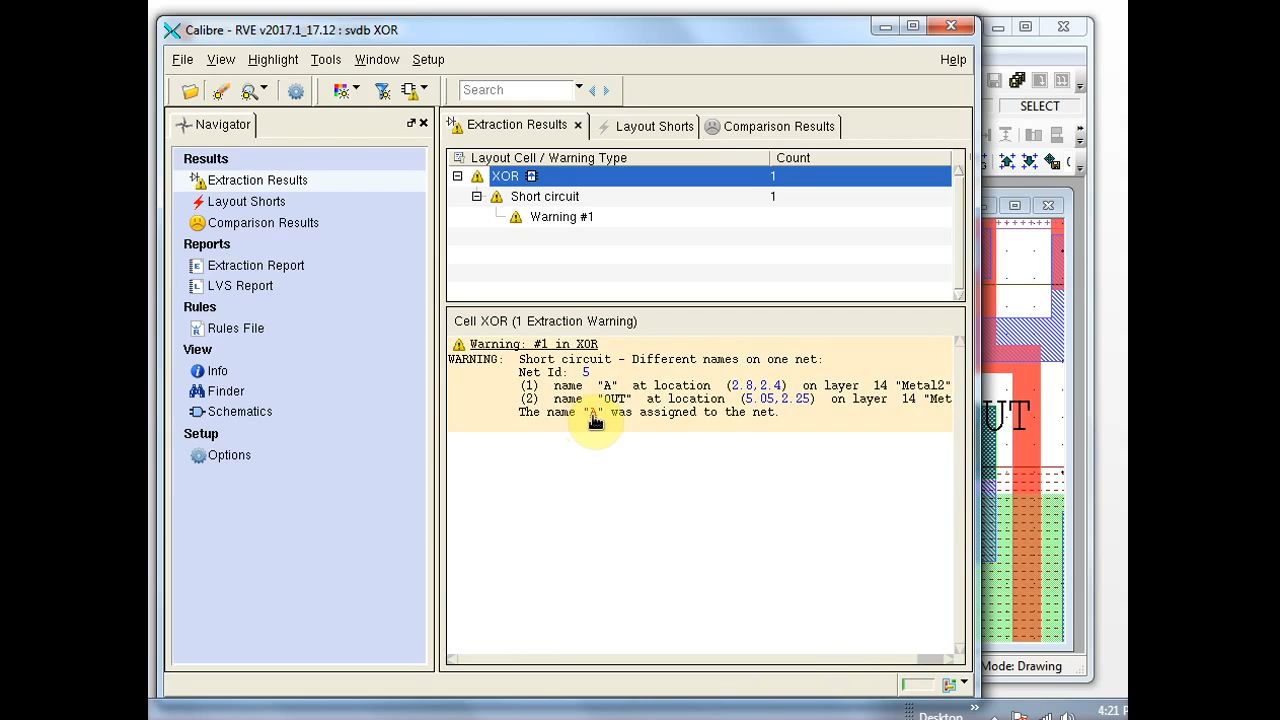 Calibre - RVE v2017.1_17.12 : svdb XOR
File View Highlight Tools Window Setup Help
Search
SELECT
Navigator
Extraction Results
Layout Shorts
Comparison Results
Results
Extraction Results
Layout Shorts
Comparison Results
Reports
Extraction Report
LVS Report
Rules
Rules File
View
Info
Finder
Schematics
Setup
Options
Layout Cell / Warning Type Count
XOR 1
Short circuit 1
Warning #1
Cell XOR (1 Extraction Warning)
Warning: #1 in XOR
WARNING: Short circuit - Different names on one net:
Net Id: 5
(1) name "A" at location (2.8,2.4) on layer 14 "Metal2"
(2) name "OUT" at location (5.05,2.25) on layer 14 "Met
The name "A" was assigned to the net.
UT
Mode: Drawing
Desktop
4:21 P